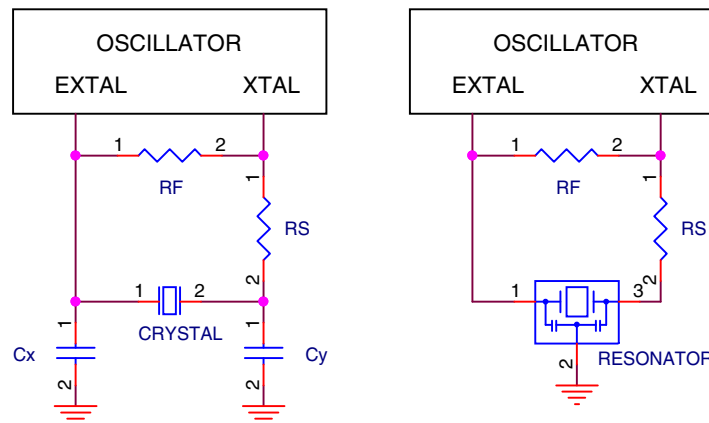 OSCILLATOR
EXTAL XTAL
1 2
RF
1
RS
2
1 2
CRYSTAL
1
Cx
2
1
Cy
2
OSCILLATOR
EXTAL XTAL
1 2
RF
1
RS
2
1 3
2
RESONATOR